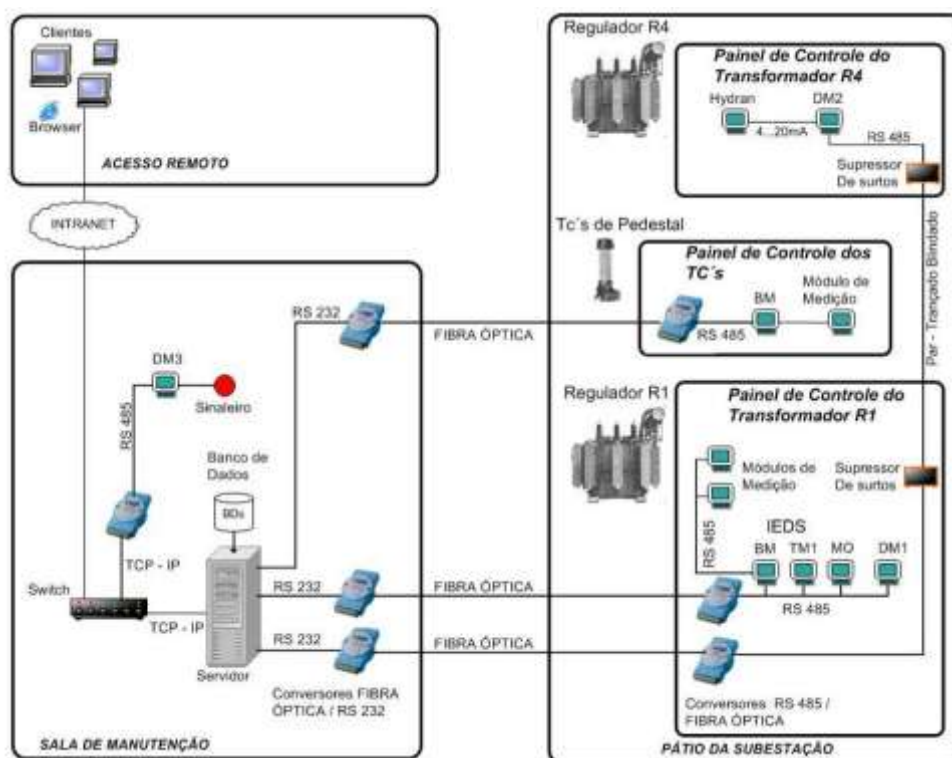 Clientes
Browser
ACESSO REMOTO
INTRANET
RS 232
DM3
Sinaleiro
RS 485
Banco de
Dados
BDs
TCP - IP
Switch
TCP - IP
RS 232
RS 232
Servidor
Conversores FIBRA
ÓPTICA / RS 232
SALA DE MANUTENÇÃO
FIBRA ÓPTICA
FIBRA ÓPTICA
FIBRA ÓPTICA
Regulador R4
Painel de Controle do
Transformador R4
Hydran
DM2
4...20mA
RS 485
Supressor
De surtos
Tc´s de Pedestal
Painel de Controle dos
TC´s
BM
Módulo de
Medição
RS 485
Par - Trançado Blindado
Regulador R1
Painel de Controle do
Transformador R1
Módulos de
Medição
Supressor
De surtos
RS 485
IEDS
BM
TM1
MO
DM1
RS 485
Conversores RS 485 /
FIBRA ÓPTICA
PÁTIO DA SUBESTAÇÃO